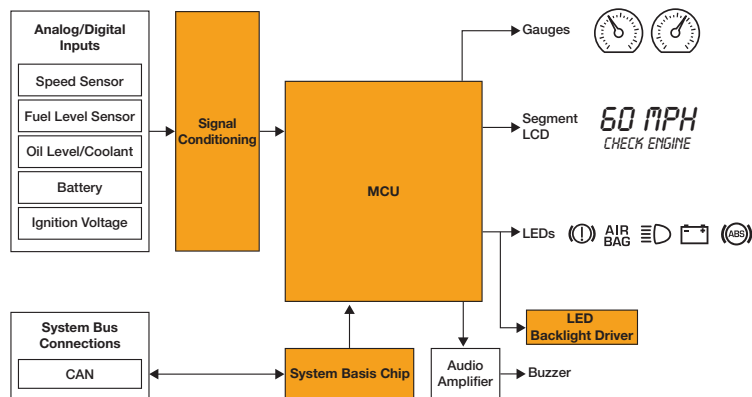 Analog/Digital
Inputs
Speed Sensor
Fuel Level Sensor
Oil Level/Coolant
Battery
Ignition Voltage
Signal
Conditioning
MCU
Gauges
Segment
LCD
60 MPH
CHECK ENGINE
LEDs
AIR
BAG
ABS
LED
Backlight Driver
System Bus
Connections
CAN
System Basis Chip
Audio
Amplifier
Buzzer